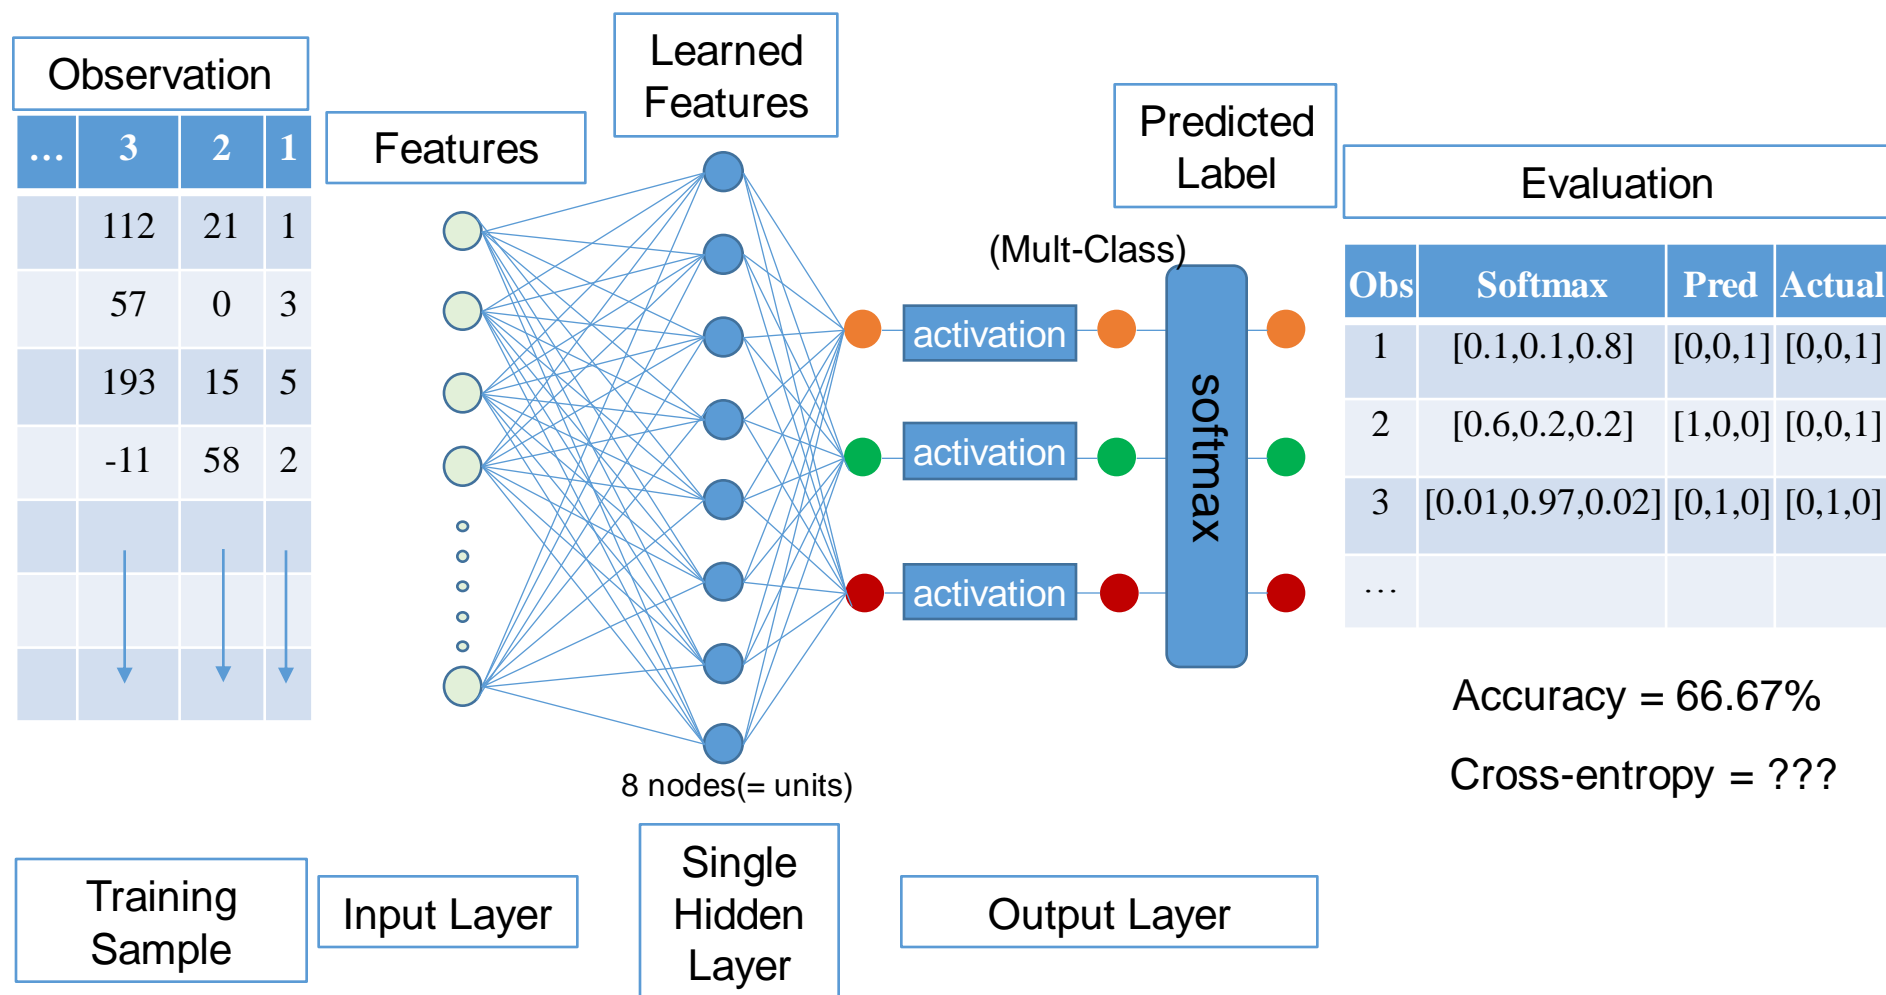 Observation
… 3 2 1
112 21 1
57 0 3
193 15 5
-11 58 2
Features
Learned
Features
8 nodes(= units)
(Mult-Class)
activation
activation
activation
softmax
Predicted
Label
Evaluation
Obs Softmax Pred Actual
1 [0.1,0.1,0.8] [0,0,1] [0,0,1]
2 [0.6,0.2,0.2] [1,0,0] [0,0,1]
3 [0.01,0.97,0.02] [0,1,0] [0,1,0]
…
Accuracy = 66.67%
Cross-entropy = ???
Training
Sample
Input Layer
Single
Hidden
Layer
Output Layer